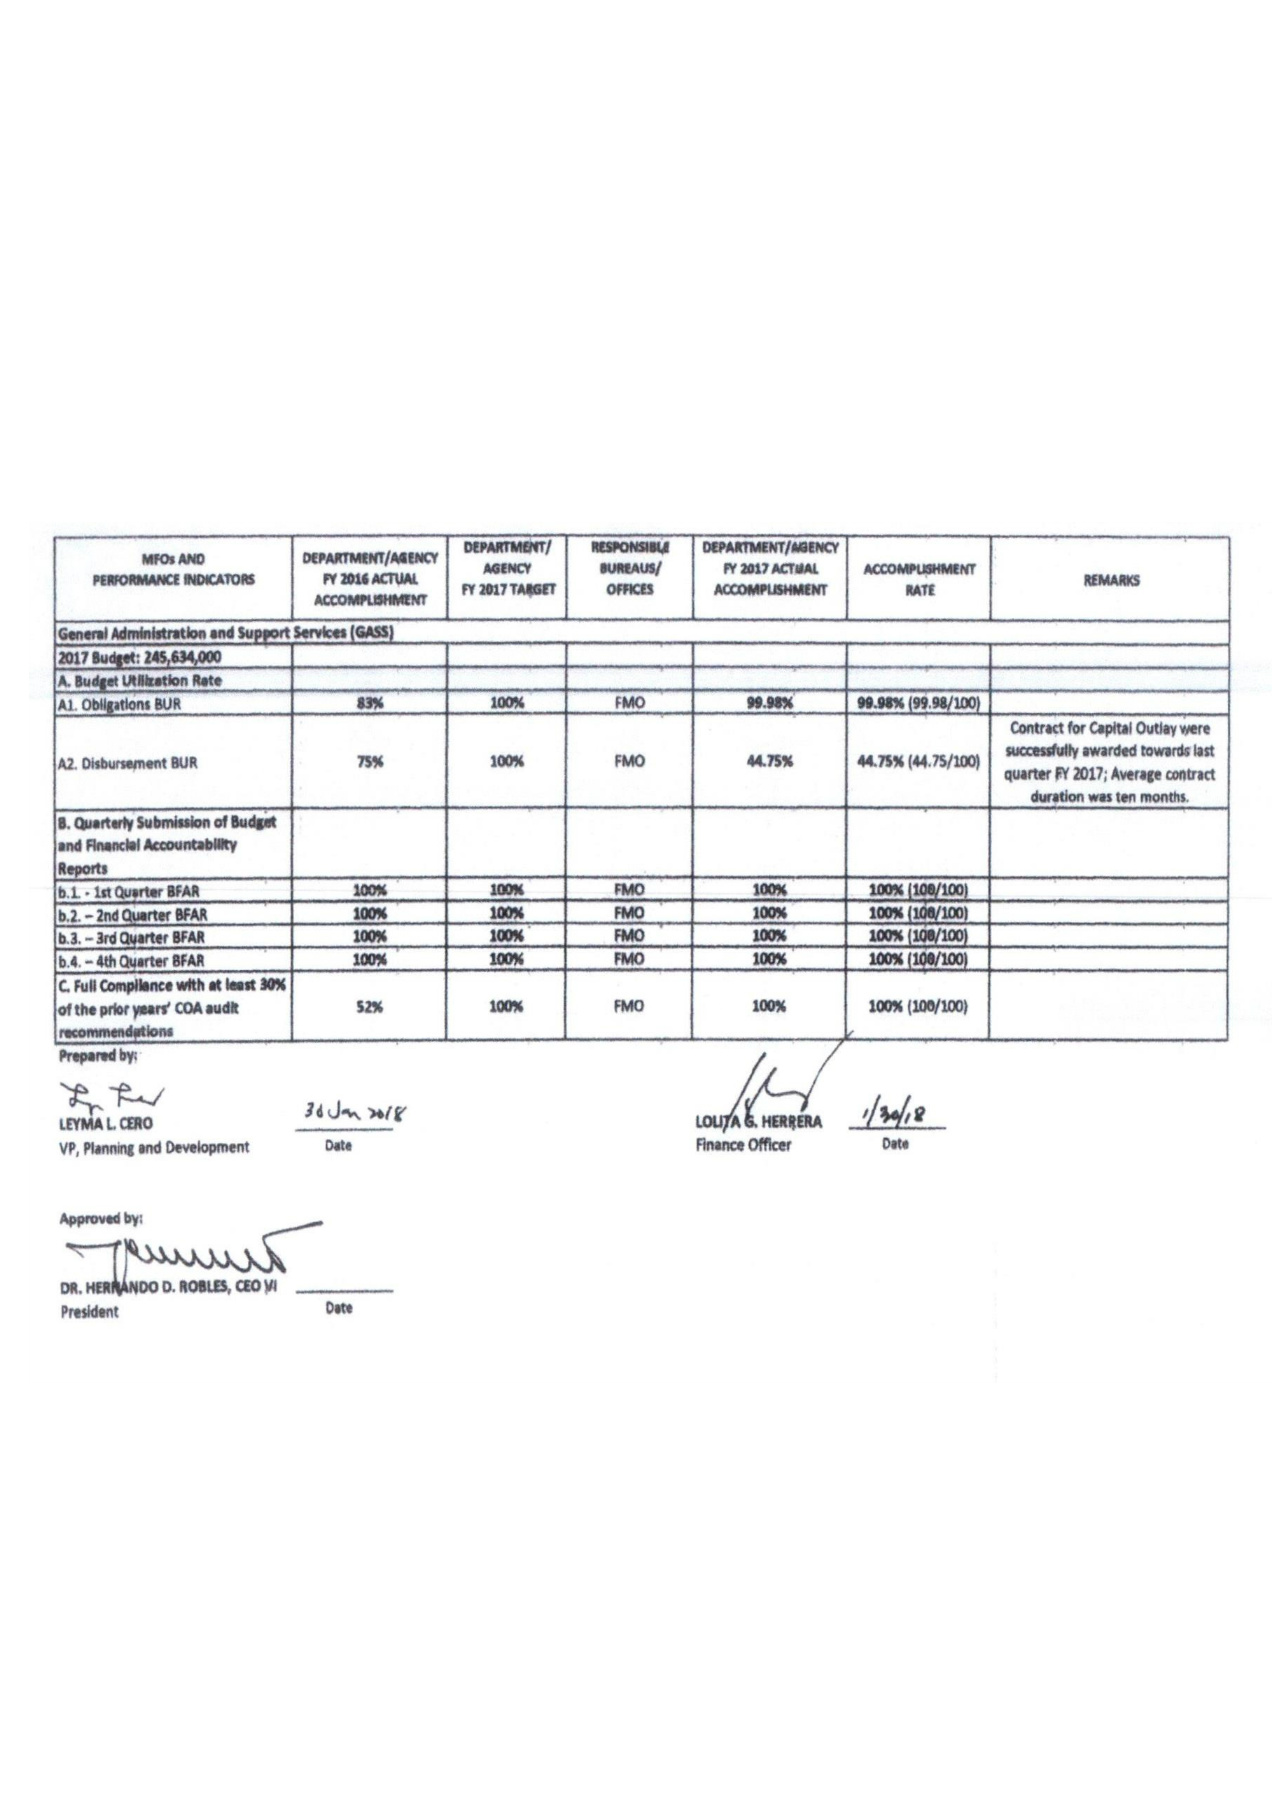 MFOs AND
PERFORMANCE INDICATORS
DEPARTMENT/AGENCY
FY 2016 ACTUAL
ACCOMPLISHMENT
DEPARTMENT/
AGENCY
FY 2017 TARGET
RESPONSIBLE
BUREAUS/
OFFICES
DEPARTMENT/AGENCY
FY 2017 ACTUAL
ACCOMPLISHMENT
ACCOMPLISHMENT
RATE
REMARKS
General Administration and Support Services (GASS)
2017 Budget: 245,634,000
A. Budget Utilization Rate
A1. Obligations BUR 83% 100% FMO 99.98% 99.98% (99.98/100)
A2. Disbursement BUR 75% 100% FMO 44.75% 44.75% (44.75/100)
Contract for Capital Outlay were
successfully awarded towards last
quarter FY 2017; Average contract
duration was ten months.
B. Quarterly Submission of Budget
and Financial Accountability
Reports
b.1. - 1st Quarter BFAR 100% 100% FMO 100% 100% (100/100)
b.2. – 2nd Quarter BFAR 100% 100% FMO 100% 100% (100/100)
b.3. – 3rd Quarter BFAR 100% 100% FMO 100% 100% (100/100)
b.4. – 4th Quarter BFAR 100% 100% FMO 100% 100% (100/100)
C. Full Compliance with at least 30%
of the prior years' COA audit
recommendations
52% 100% FMO 100% 100% (100/100)
Prepared by:
LEYMA L. CERO
VP, Planning and Development
30 Jan 2018
Date
LOLITA G. HERRERA
Finance Officer
1/30/18
Date
Approved by:
DR. HERNANDO D. ROBLES, CEO VI
President
Date